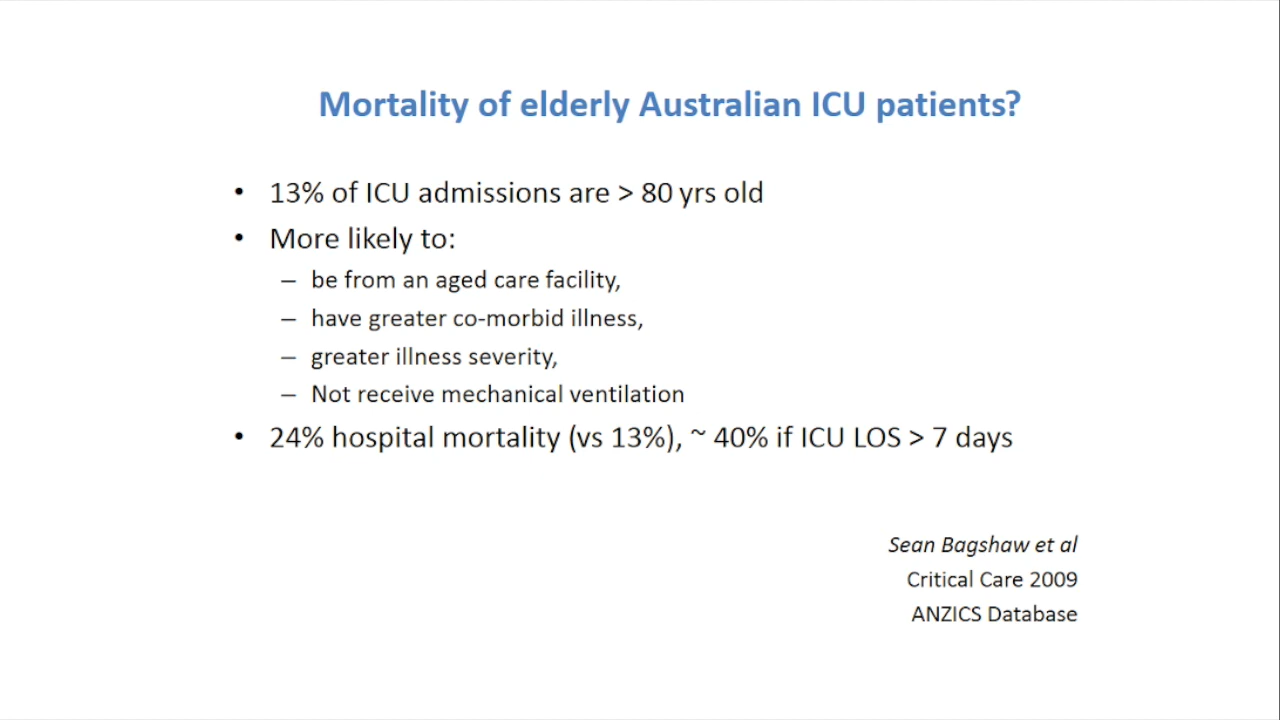 Mortality of elderly Australian ICU patients?
• 13% of ICU admissions are > 80 yrs old
• More likely to:
– be from an aged care facility,
– have greater co-morbid illness,
– greater illness severity,
– Not receive mechanical ventilation
• 24% hospital mortality (vs 13%), ~ 40% if ICU LOS > 7 days
Sean Bagshaw et al
Critical Care 2009
ANZICS Database